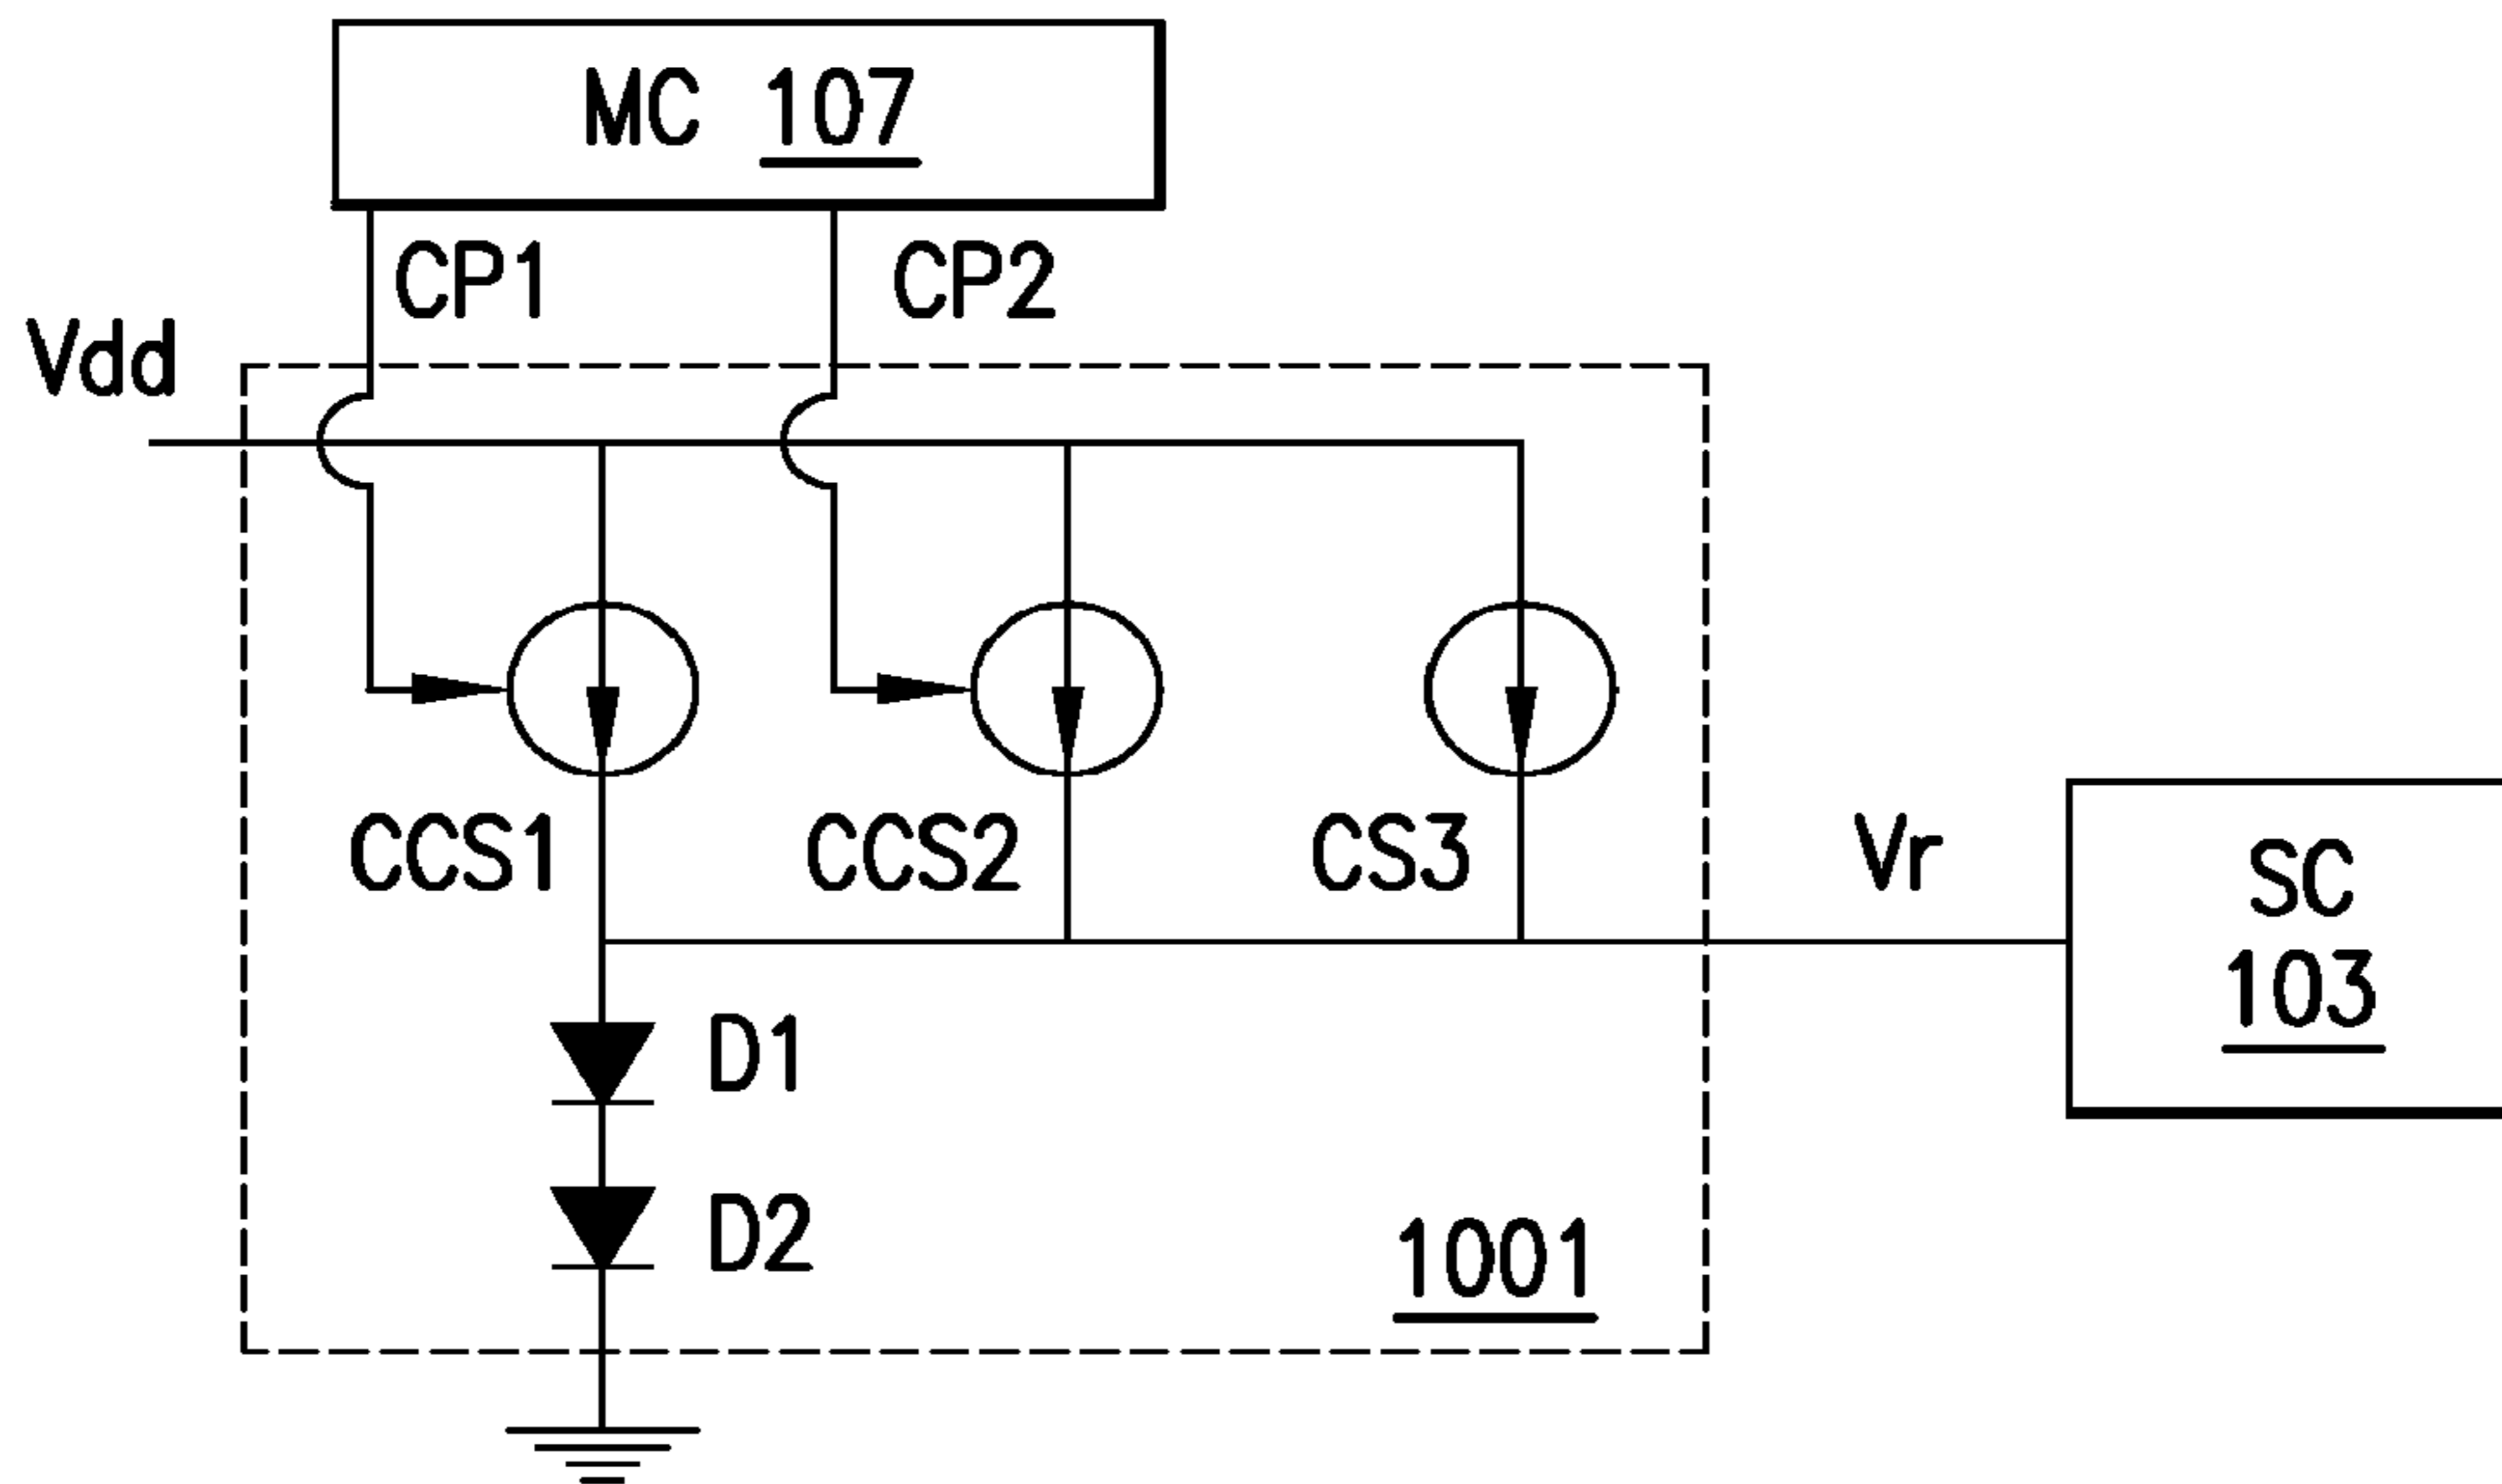 MC 107
CP1
CP2
Vdd
CCS1
CCS2
CS3
Vr
SC
103
D1
D2
1001